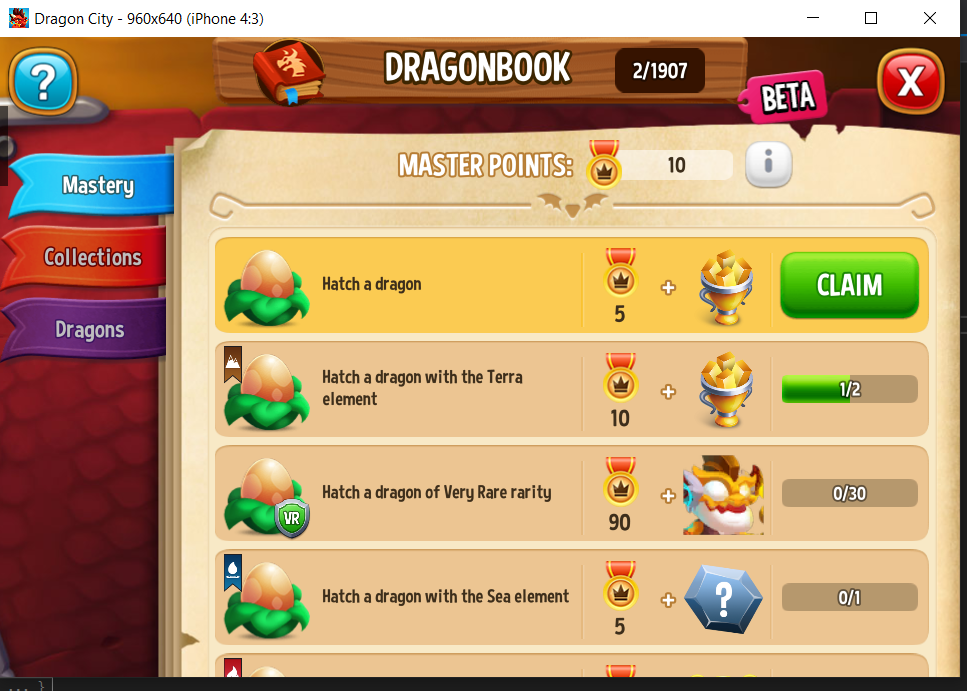 Dragon City - 960x640 (iPhone 4:3)
?
DRAGONBOOK
2/1907
BETA
X
MASTER POINTS:
10
i
Mastery
Collections
Dragons
Hatch a dragon
5
+
CLAIM
Hatch a dragon with the Terra
element
10
+
1/2
VR
Hatch a dragon of Very Rare rarity
90
+
0/30
Hatch a dragon with the Sea element
5
+
?
0/1
... }